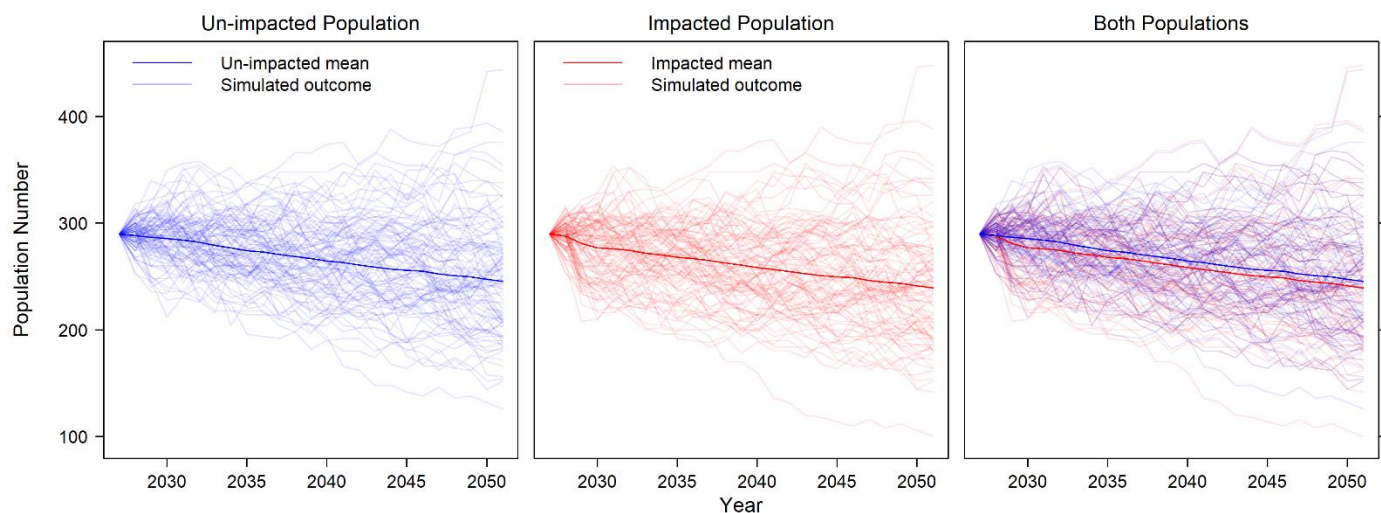 Un-impacted Population
Impacted Population
Both Populations
Un-impacted mean
Simulated outcome
Impacted mean
Simulated outcome
Population Number
400
300
200
100
2030 2035 2040 2045 2050
2030 2035 2040 2045 2050
2030 2035 2040 2045 2050
Year